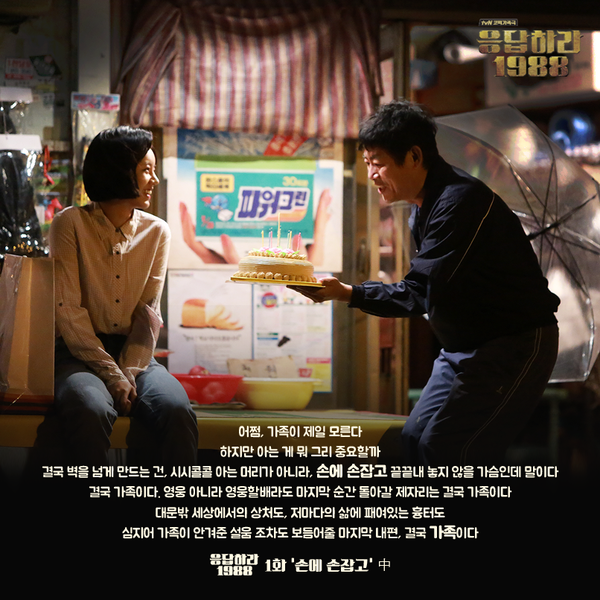 tvN 코믹가족극
응답하라
1988
30
파워그린
어쩜, 가족이 제일 모른다
하지만 아는 게 뭐 그리 중요할까
결국 벽을 넘게 만드는 건, 시시콜콜 아는 머리가 아니라, 손에 손잡고 끝끝내 놓지 않을 가슴인데 말이다
결국 가족이다. 영웅 아니라 영웅할배라도 마지막 순간 돌아갈 제자리는 결국 가족이다
대문밖 세상에서의 상처도, 저마다의 삶에 패여있는 흉터도
심지어 가족이 안겨준 설움 조차도 보듬어줄 마지막 내편, 결국 가족이다
응답하라
1988 1화 '손에 손잡고' 中